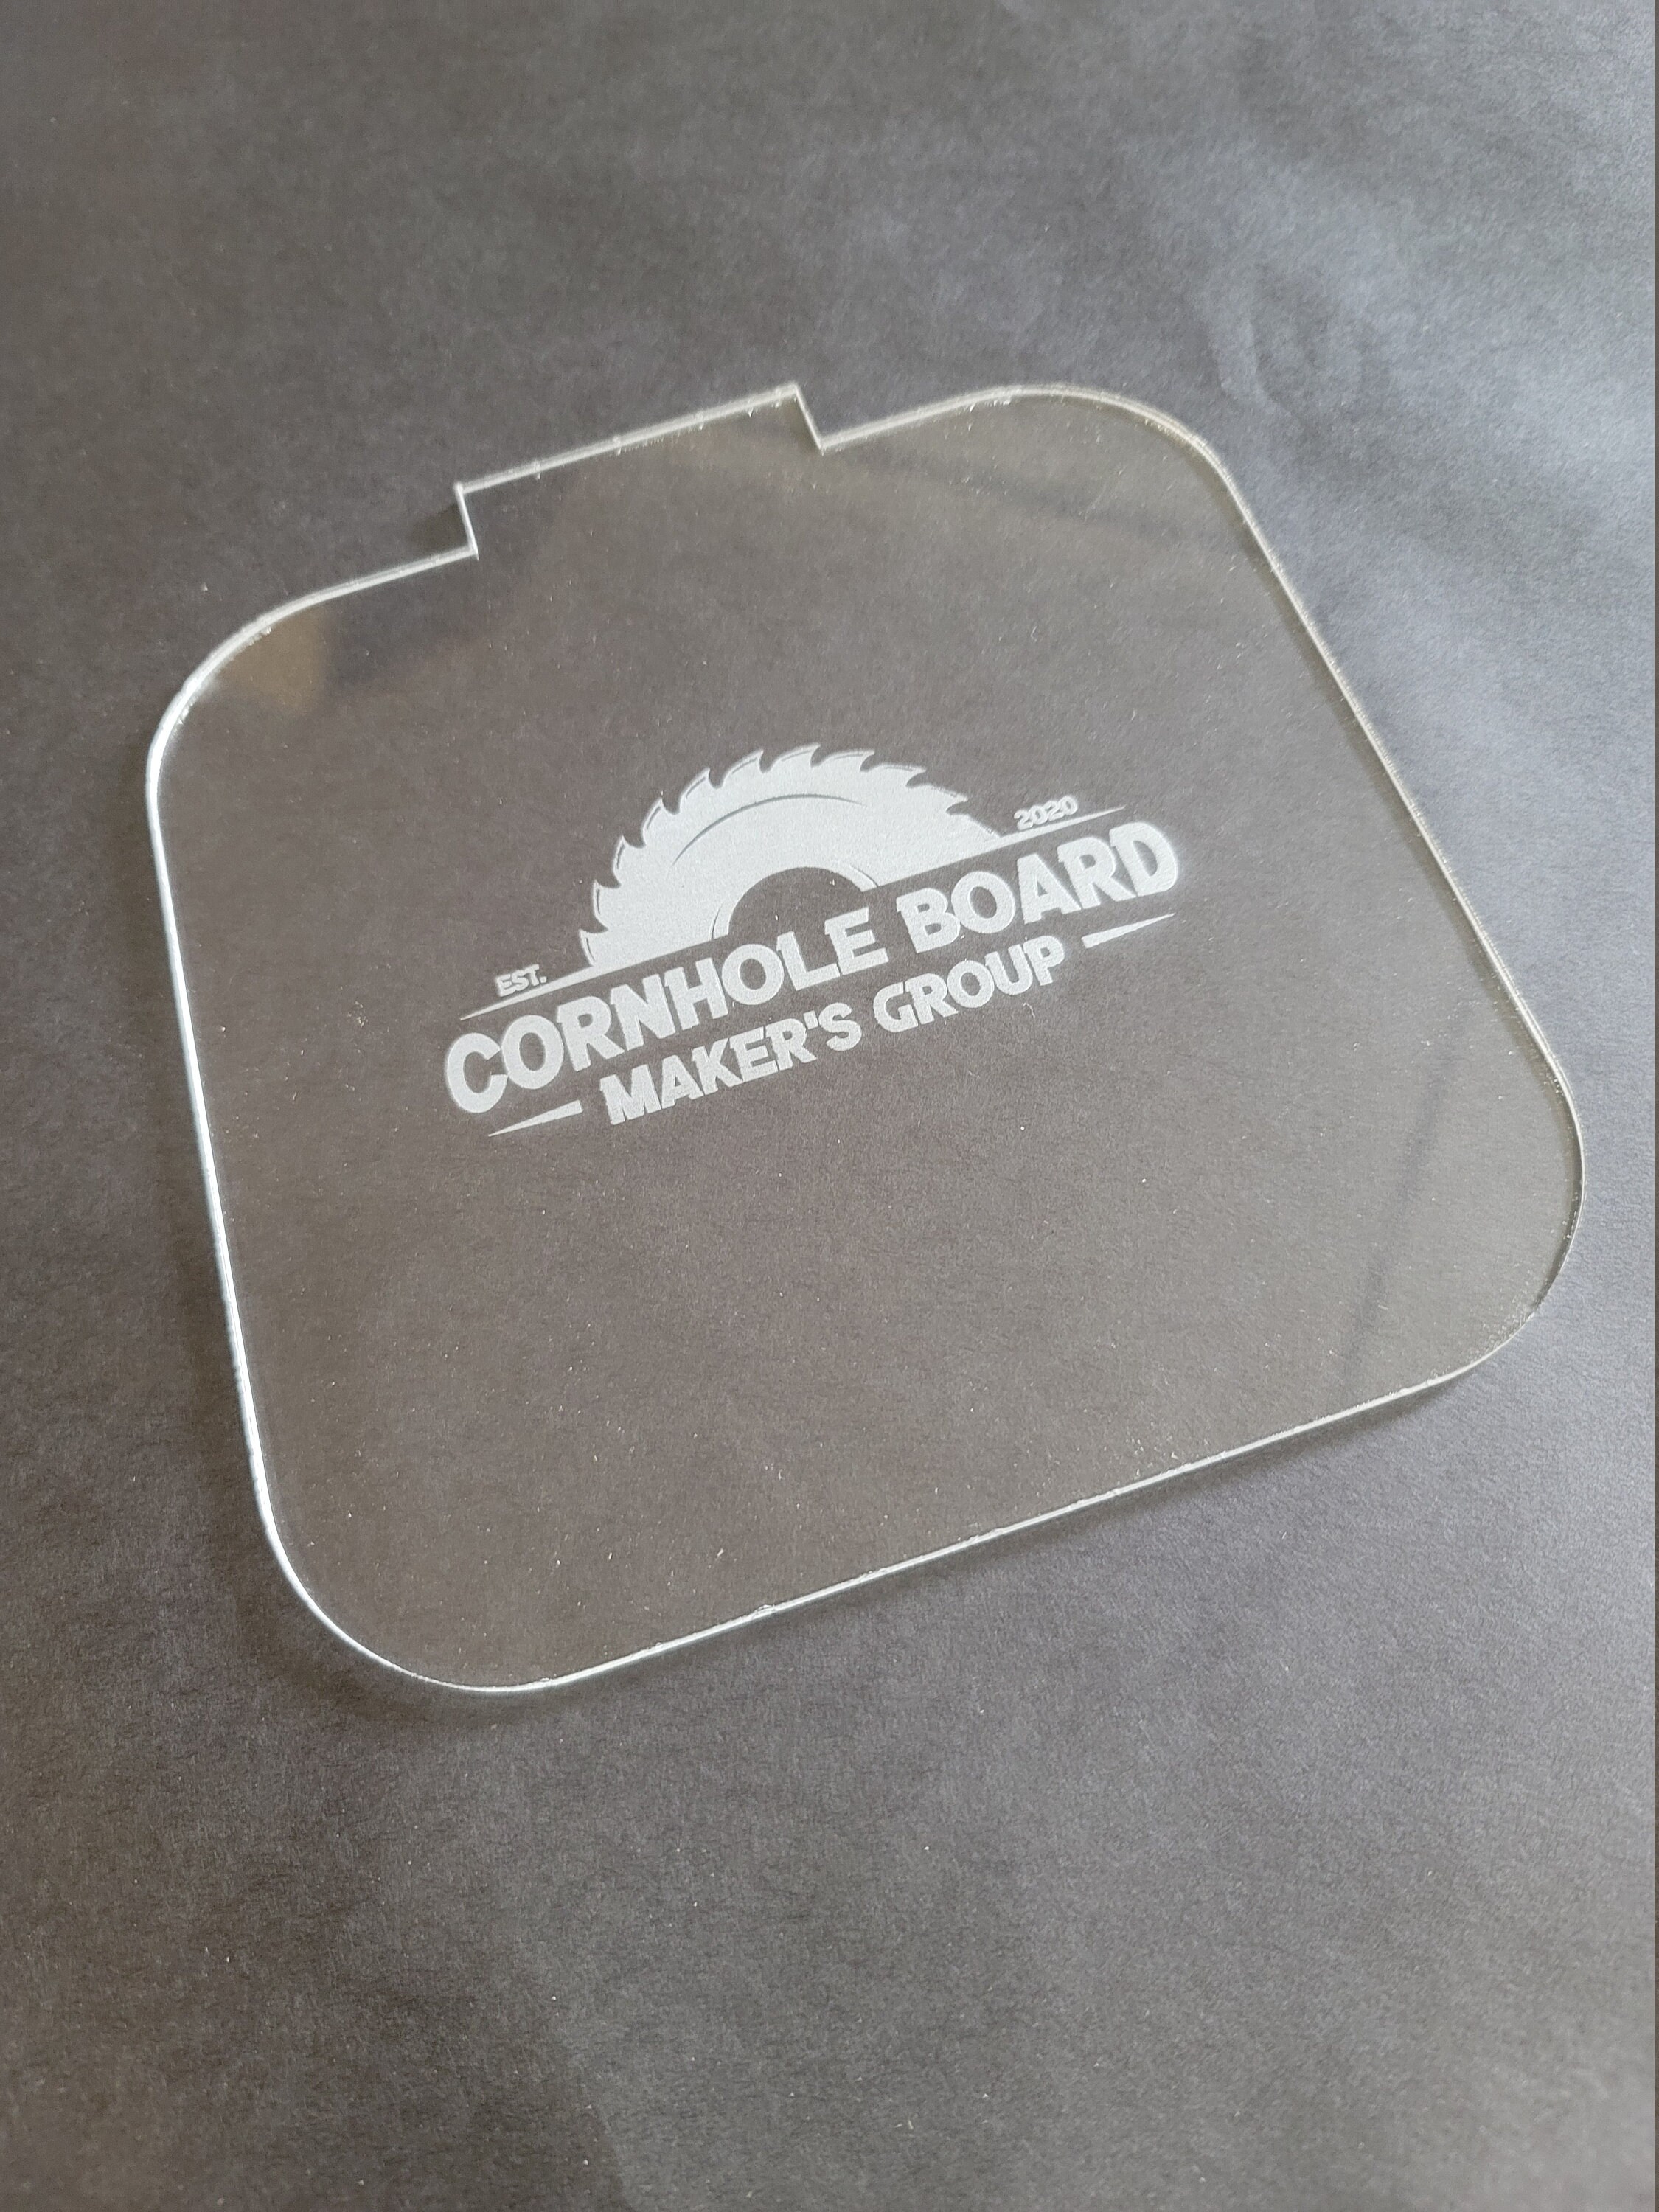 EST. 2020
CORNHOLE BOARD
MAKER'S GROUP